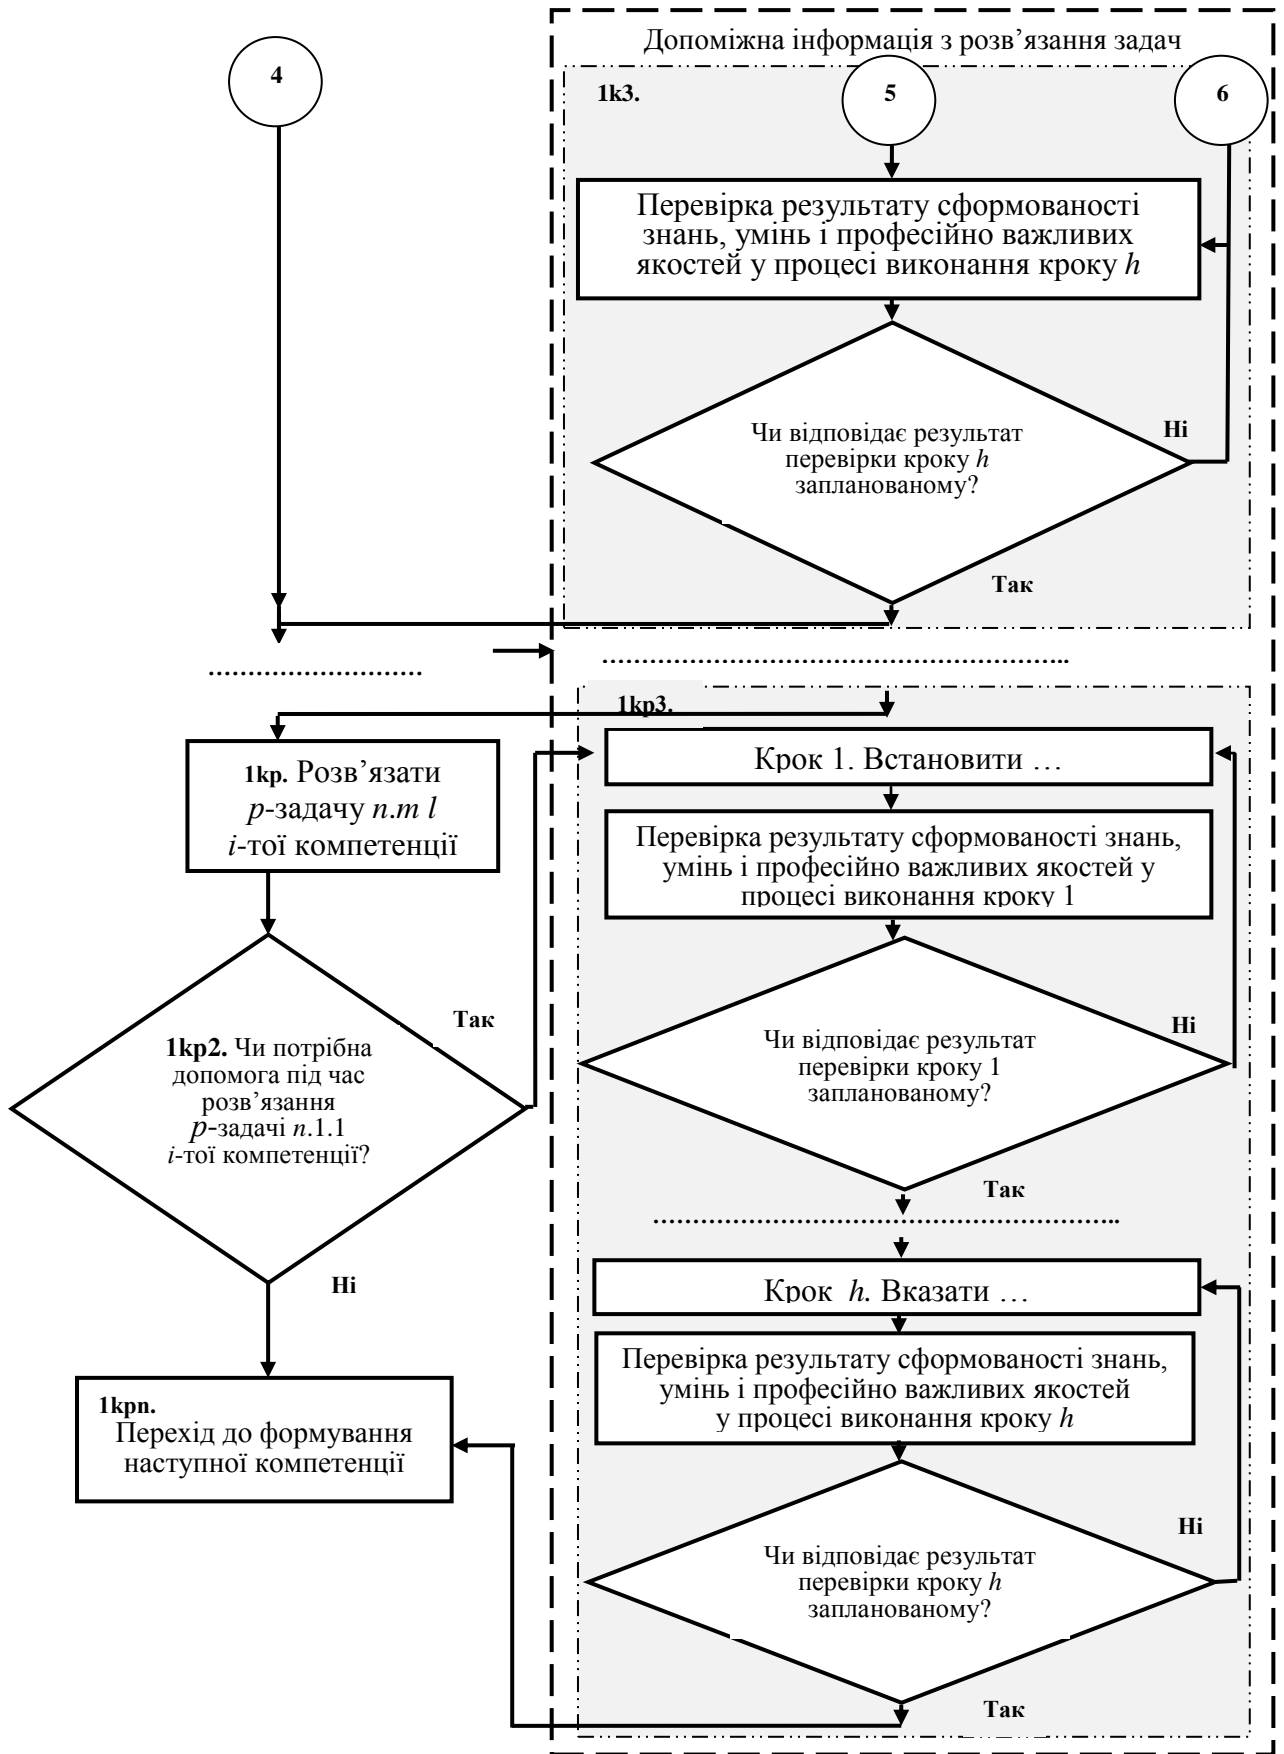 Допоміжна інформація з розв’язання задач
4
1k3.
5
6
Перевірка результату сформованості
знань, умінь і професійно важливих
якостей у процесі виконання кроку h
Чи відповідає результат
перевірки кроку h
запланованому?
Ні
Так
...........................
............................................................
1kp3.
1kp. Розв’язати
p-задачу n.m l
i-тої компетенції
Крок 1. Встановити …
Перевірка результату сформованості знань,
умінь і професійно важливих якостей у
процесі виконання кроку 1
Так
1kp2. Чи потрібна
допомога під час
розв’язання
p-задачі n.1.1
i-тої компетенції?
Ні
Чи відповідає результат
перевірки кроку 1
запланованому?
Ні
Так
............................................................
Крок h. Вказати …
Перевірка результату сформованості знань,
умінь і професійно важливих якостей
у процесі виконання кроку h
1kpn.
Перехід до формування
наступної компетенції
Чи відповідає результат
перевірки кроку h
запланованому?
Ні
Так